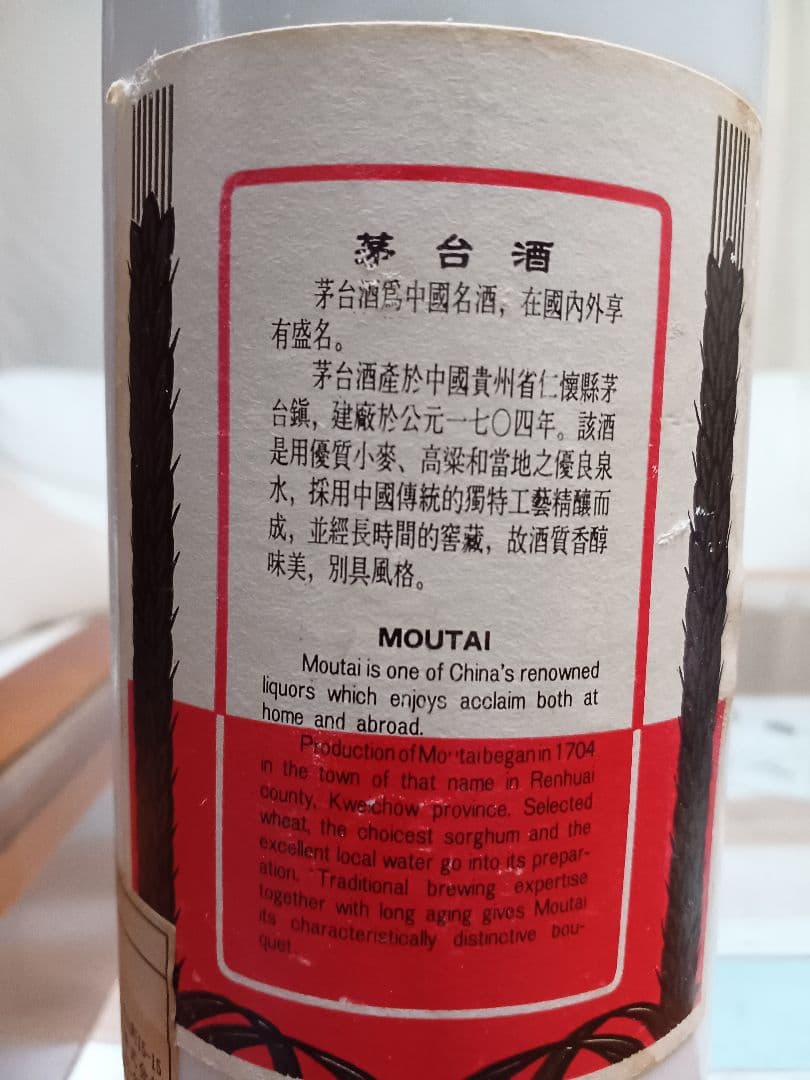 茅台酒
茅台酒爲中國名酒，在國內外享
有盛名。
茅台酒產於中國貴州省仁懷縣茅
台鎭，建廠於公元一七〇四年。該酒
是用優質小麥、高粱和當地之優良泉
水，採用中國傳統的獨特工藝精釀而
成，並經長時間的窖藏，故酒質香醇
味美，別具風格。
MOUTAI
Moutai is one of China's renowned
liquors which enjoys acclaim both at
home and abroad.
Production of Moutai began in 1704
in the town of that name in Renhuai
county, Kweichow province. Selected
wheat, the choicest sorghum and the
excellent local water go into its prepar-
ation. Traditional brewing expertise
together with long aging gives Moutai
its characteristically distinctive bou-
quet.